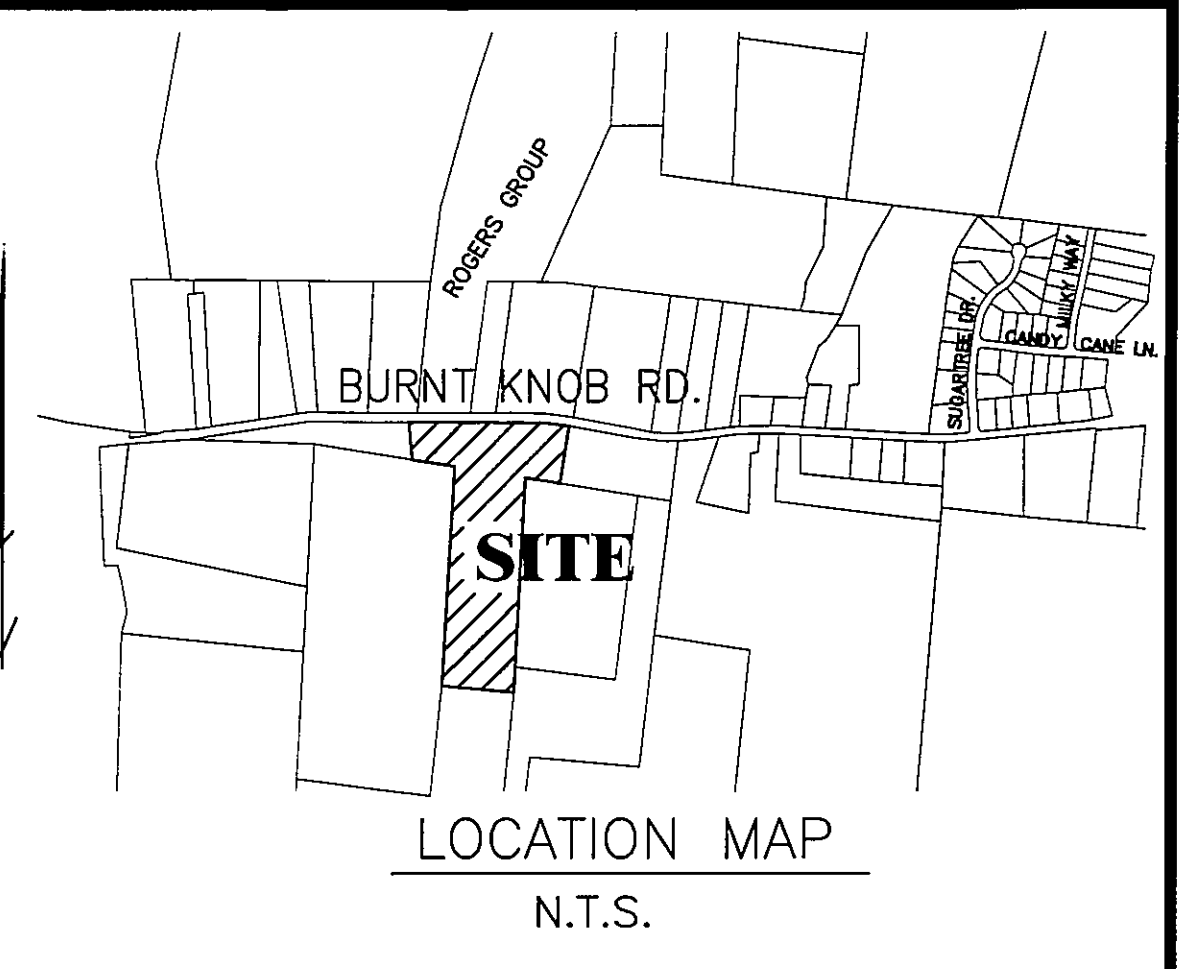 ROGERS GROUP
MILKY WAY
SUGARTREE DR.
CANDY CANE LN.
BURNT KNOB RD.
SITE
LOCATION MAP
N.T.S.